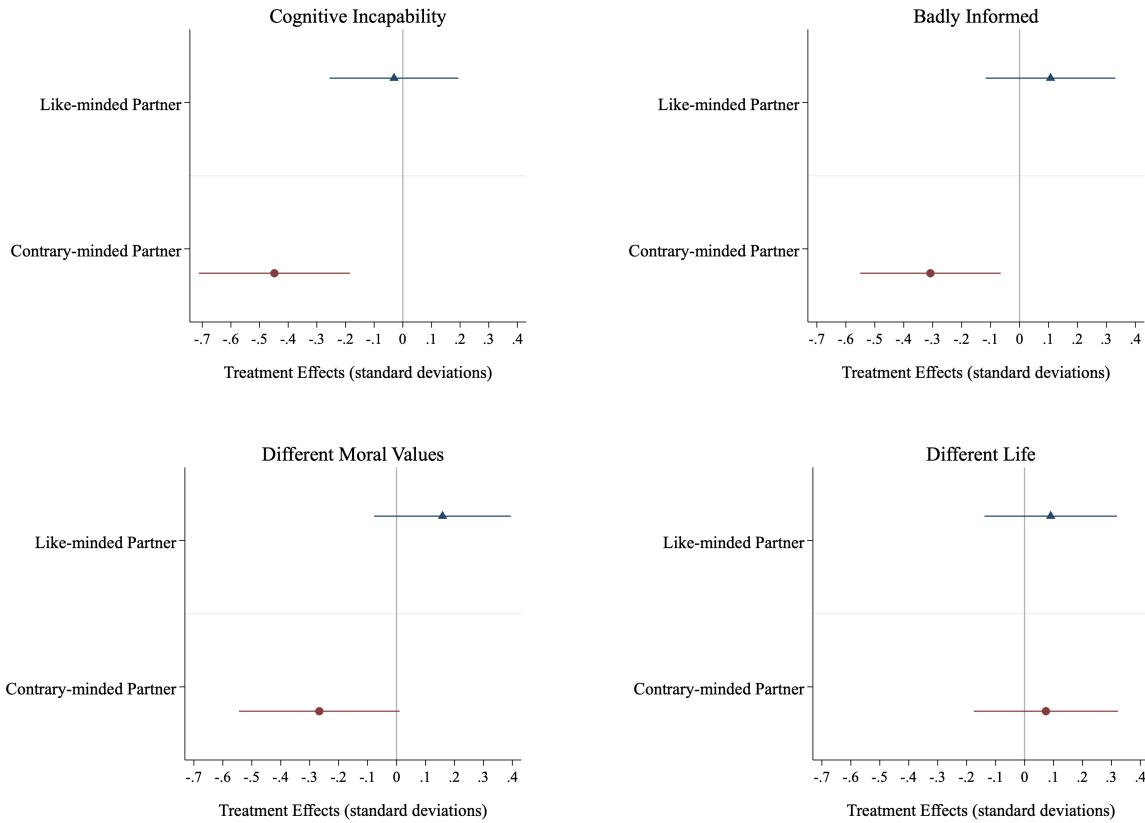 Cognitive Incapability
Like-minded Partner
Contrary-minded Partner
-.7 -.6 -.5 -.4 -.3 -.2 -.1 0 .1 .2 .3 .4
Treatment Effects (standard deviations)
Badly Informed
Like-minded Partner
Contrary-minded Partner
-.7 -.6 -.5 -.4 -.3 -.2 -.1 0 .1 .2 .3 .4
Treatment Effects (standard deviations)
Different Moral Values
Like-minded Partner
Contrary-minded Partner
-.7 -.6 -.5 -.4 -.3 -.2 -.1 0 .1 .2 .3 .4
Treatment Effects (standard deviations)
Different Life
Like-minded Partner
Contrary-minded Partner
-.7 -.6 -.5 -.4 -.3 -.2 -.1 0 .1 .2 .3 .4
Treatment Effects (standard deviations)